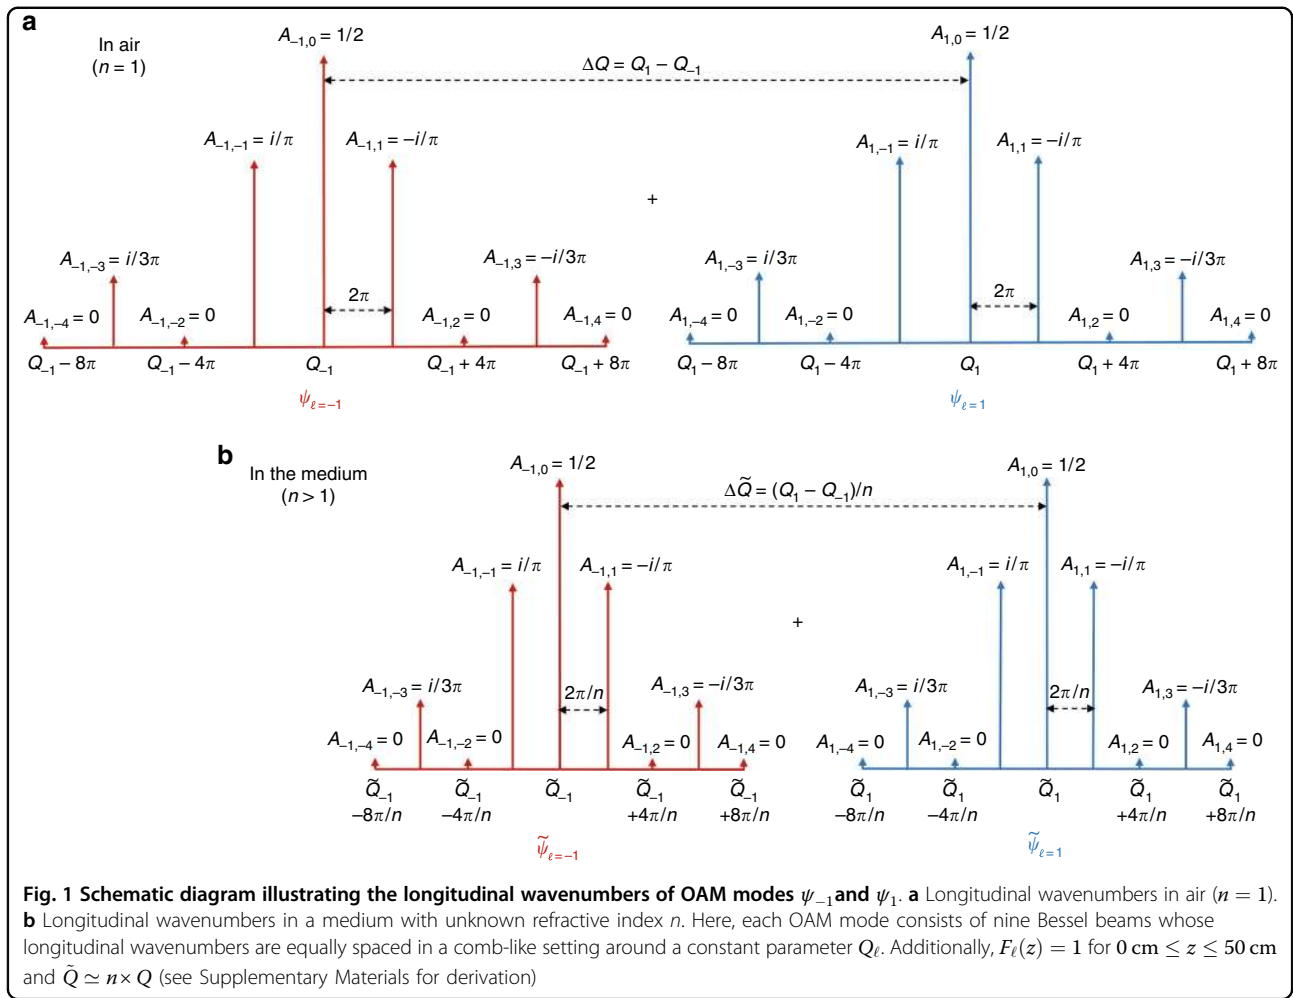 a
In air
(n = 1)
A₋₁,₀ = 1/2
A₁,₀ = 1/2
ΔQ = Q₁ − Q₋₁
A₋₁,₋₁ = i/π
A₋₁,₁ = −i/π
A₁,₋₁ = i/π
A₁,₁ = −i/π
+
A₋₁,₋₃ = i/3π
A₋₁,₃ = −i/3π
A₁,₋₃ = i/3π
A₁,₃ = −i/3π
2π
2π
A₋₁,₋₄ = 0
A₋₁,₋₂ = 0
A₋₁,₂ = 0
A₋₁,₄ = 0
A₁,₋₄ = 0
A₁,₋₂ = 0
A₁,₂ = 0
A₁,₄ = 0
Q₋₁ − 8π
Q₋₁ − 4π
Q₋₁
Q₋₁ + 4π
Q₋₁ + 8π
Q₁ − 8π
Q₁ − 4π
Q₁
Q₁ + 4π
Q₁ + 8π
ψℓ=−1
ψℓ=1
b
In the medium
(n > 1)
A₋₁,₀ = 1/2
A₁,₀ = 1/2
ΔQ̃ = (Q₁ − Q₋₁)/n
A₋₁,₋₁ = i/π
A₋₁,₁ = −i/π
A₁,₋₁ = i/π
A₁,₁ = −i/π
+
A₋₁,₋₃ = i/3π
2π/n
A₋₁,₃ = −i/3π
A₁,₋₃ = i/3π
2π/n
A₁,₃ = −i/3π
A₋₁,₋₄ = 0
A₋₁,₋₂ = 0
A₋₁,₂ = 0
A₋₁,₄ = 0
A₁,₋₄ = 0
A₁,₋₂ = 0
A₁,₂ = 0
A₁,₄ = 0
Q̃₋₁
−8π/n
Q̃₋₁
−4π/n
Q̃₋₁
Q̃₋₁
+4π/n
Q̃₋₁
+8π/n
Q̃₁
−8π/n
Q̃₁
−4π/n
Q̃₁
Q̃₁
+4π/n
Q̃₁
+8π/n
ψ̃ℓ=−1
ψ̃ℓ=1
Fig. 1 Schematic diagram illustrating the longitudinal wavenumbers of OAM modes ψ₋₁and ψ₁. a Longitudinal wavenumbers in air (n = 1).
b Longitudinal wavenumbers in a medium with unknown refractive index n. Here, each OAM mode consists of nine Bessel beams whose
longitudinal wavenumbers are equally spaced in a comb-like setting around a constant parameter Qℓ. Additionally, Fℓ(z) = 1 for 0 cm ≤ z ≤ 50 cm
and Q̃ ≃ n× Q (see Supplementary Materials for derivation)